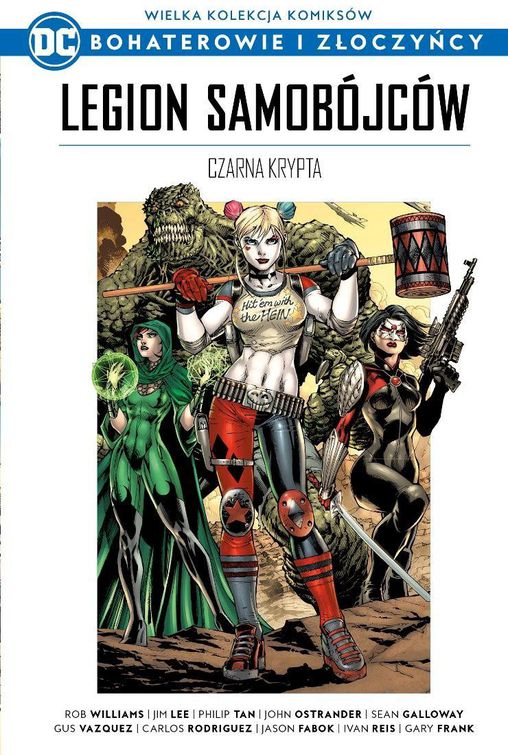 WIELKA KOLEKCJA KOMIKSÓW
DC BOHATEROWIE I ZŁOCZYŃCY
LEGION SAMOBÓJCÓW
CZARNA KRYPTA
Hit 'em with
the HEIN
ROB WILLIAMS | JIM LEE | PHILIP TAN | JOHN OSTRANDER | SEAN GALLOWAY
GUS VAZQUEZ | CARLOS RODRIGUEZ | JASON FABOK | IVAN REIS | GARY FRANK